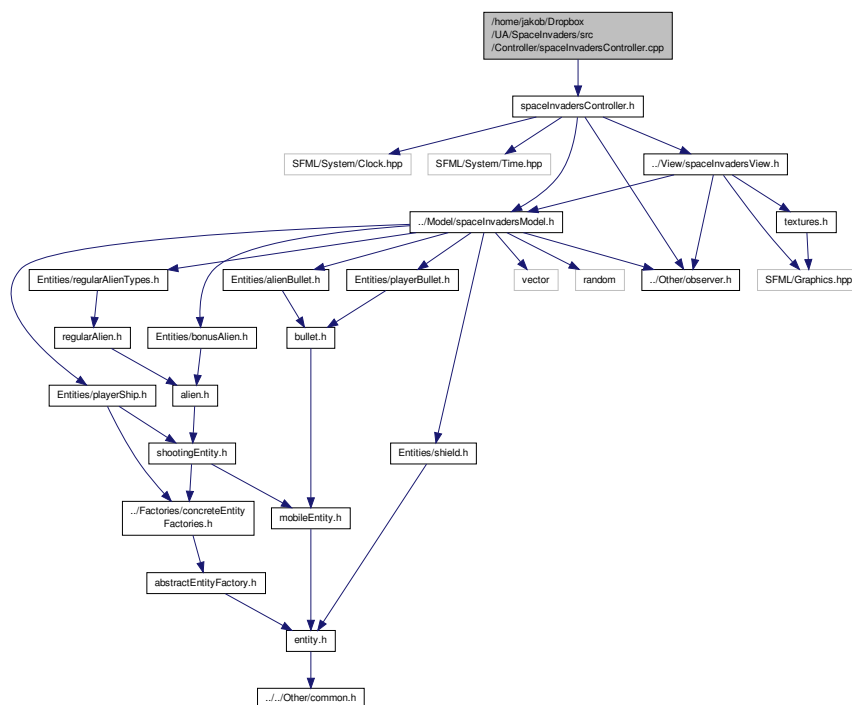 /home/jakob/Dropbox
/UA/SpaceInvaders/src
/Controller/spaceInvadersController.cpp
spaceInvadersController.h
SFML/System/Clock.hpp
SFML/System/Time.hpp
../View/spaceInvadersView.h
../Model/spaceInvadersModel.h
textures.h
Entities/regularAlienTypes.h
Entities/alienBullet.h
Entities/playerBullet.h
vector
random
../Other/observer.h
SFML/Graphics.hpp
regularAlien.h
Entities/bonusAlien.h
bullet.h
Entities/playerShip.h
alien.h
shootingEntity.h
Entities/shield.h
../Factories/concreteEntity
Factories.h
mobileEntity.h
abstractEntityFactory.h
entity.h
../../Other/common.h